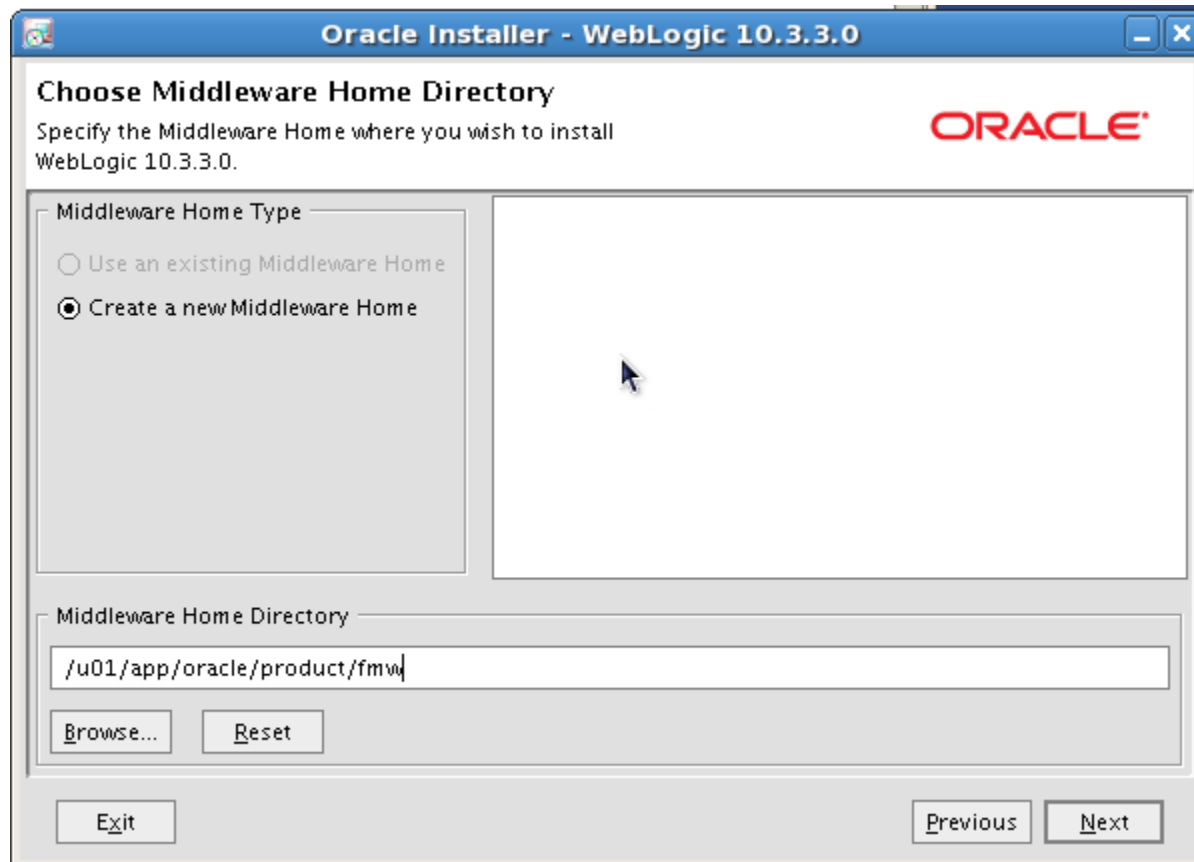 Oracle Installer - WebLogic 10.3.3.0
Choose Middleware Home Directory
Specify the Middleware Home where you wish to install
WebLogic 10.3.3.0.
ORACLE
Middleware Home Type
Use an existing Middleware Home
Create a new Middleware Home
Middleware Home Directory
/u01/app/oracle/product/fmw
Browse...
Reset
Exit
Previous
Next